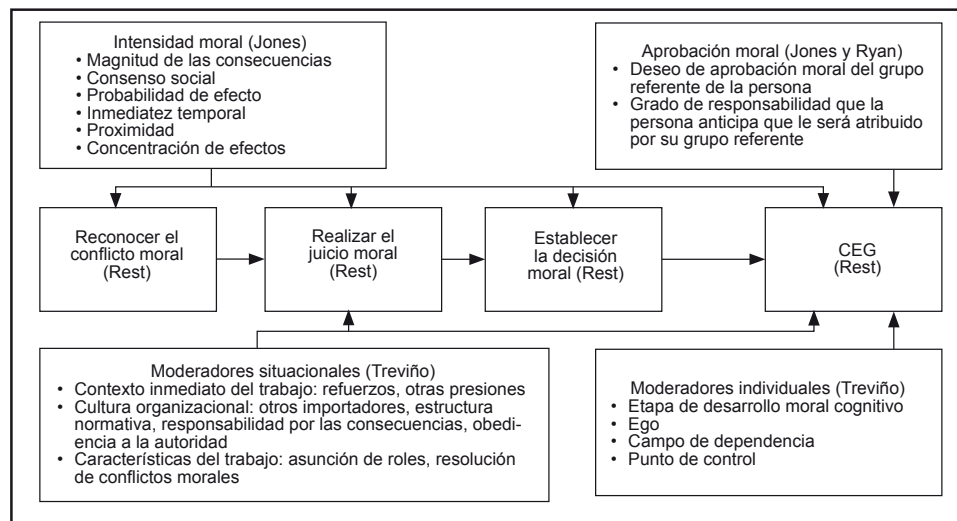 Intensidad moral (Jones)
• Magnitud de las consecuencias
• Consenso social
• Probabilidad de efecto
• Inmediatez temporal
• Proximidad
• Concentración de efectos
Aprobación moral (Jones y Ryan)
• Deseo de aprobación moral del grupo
referente de la persona
• Grado de responsabilidad que la
persona anticipa que le será atribuido
por su grupo referente
Reconocer el
conflicto moral
(Rest)
Realizar el
juicio moral
(Rest)
Establecer
la decisión
moral (Rest)
CEG
(Rest)
Moderadores situacionales (Treviño)
• Contexto inmediato del trabajo: refuerzos, otras presiones
• Cultura organizacional: otros importadores, estructura
normativa, responsabilidad por las consecuencias, obedi-
encia a la autoridad
• Características del trabajo: asunción de roles, resolución
de conflictos morales
Moderadores individuales (Treviño)
• Etapa de desarrollo moral cognitivo
• Ego
• Campo de dependencia
• Punto de control